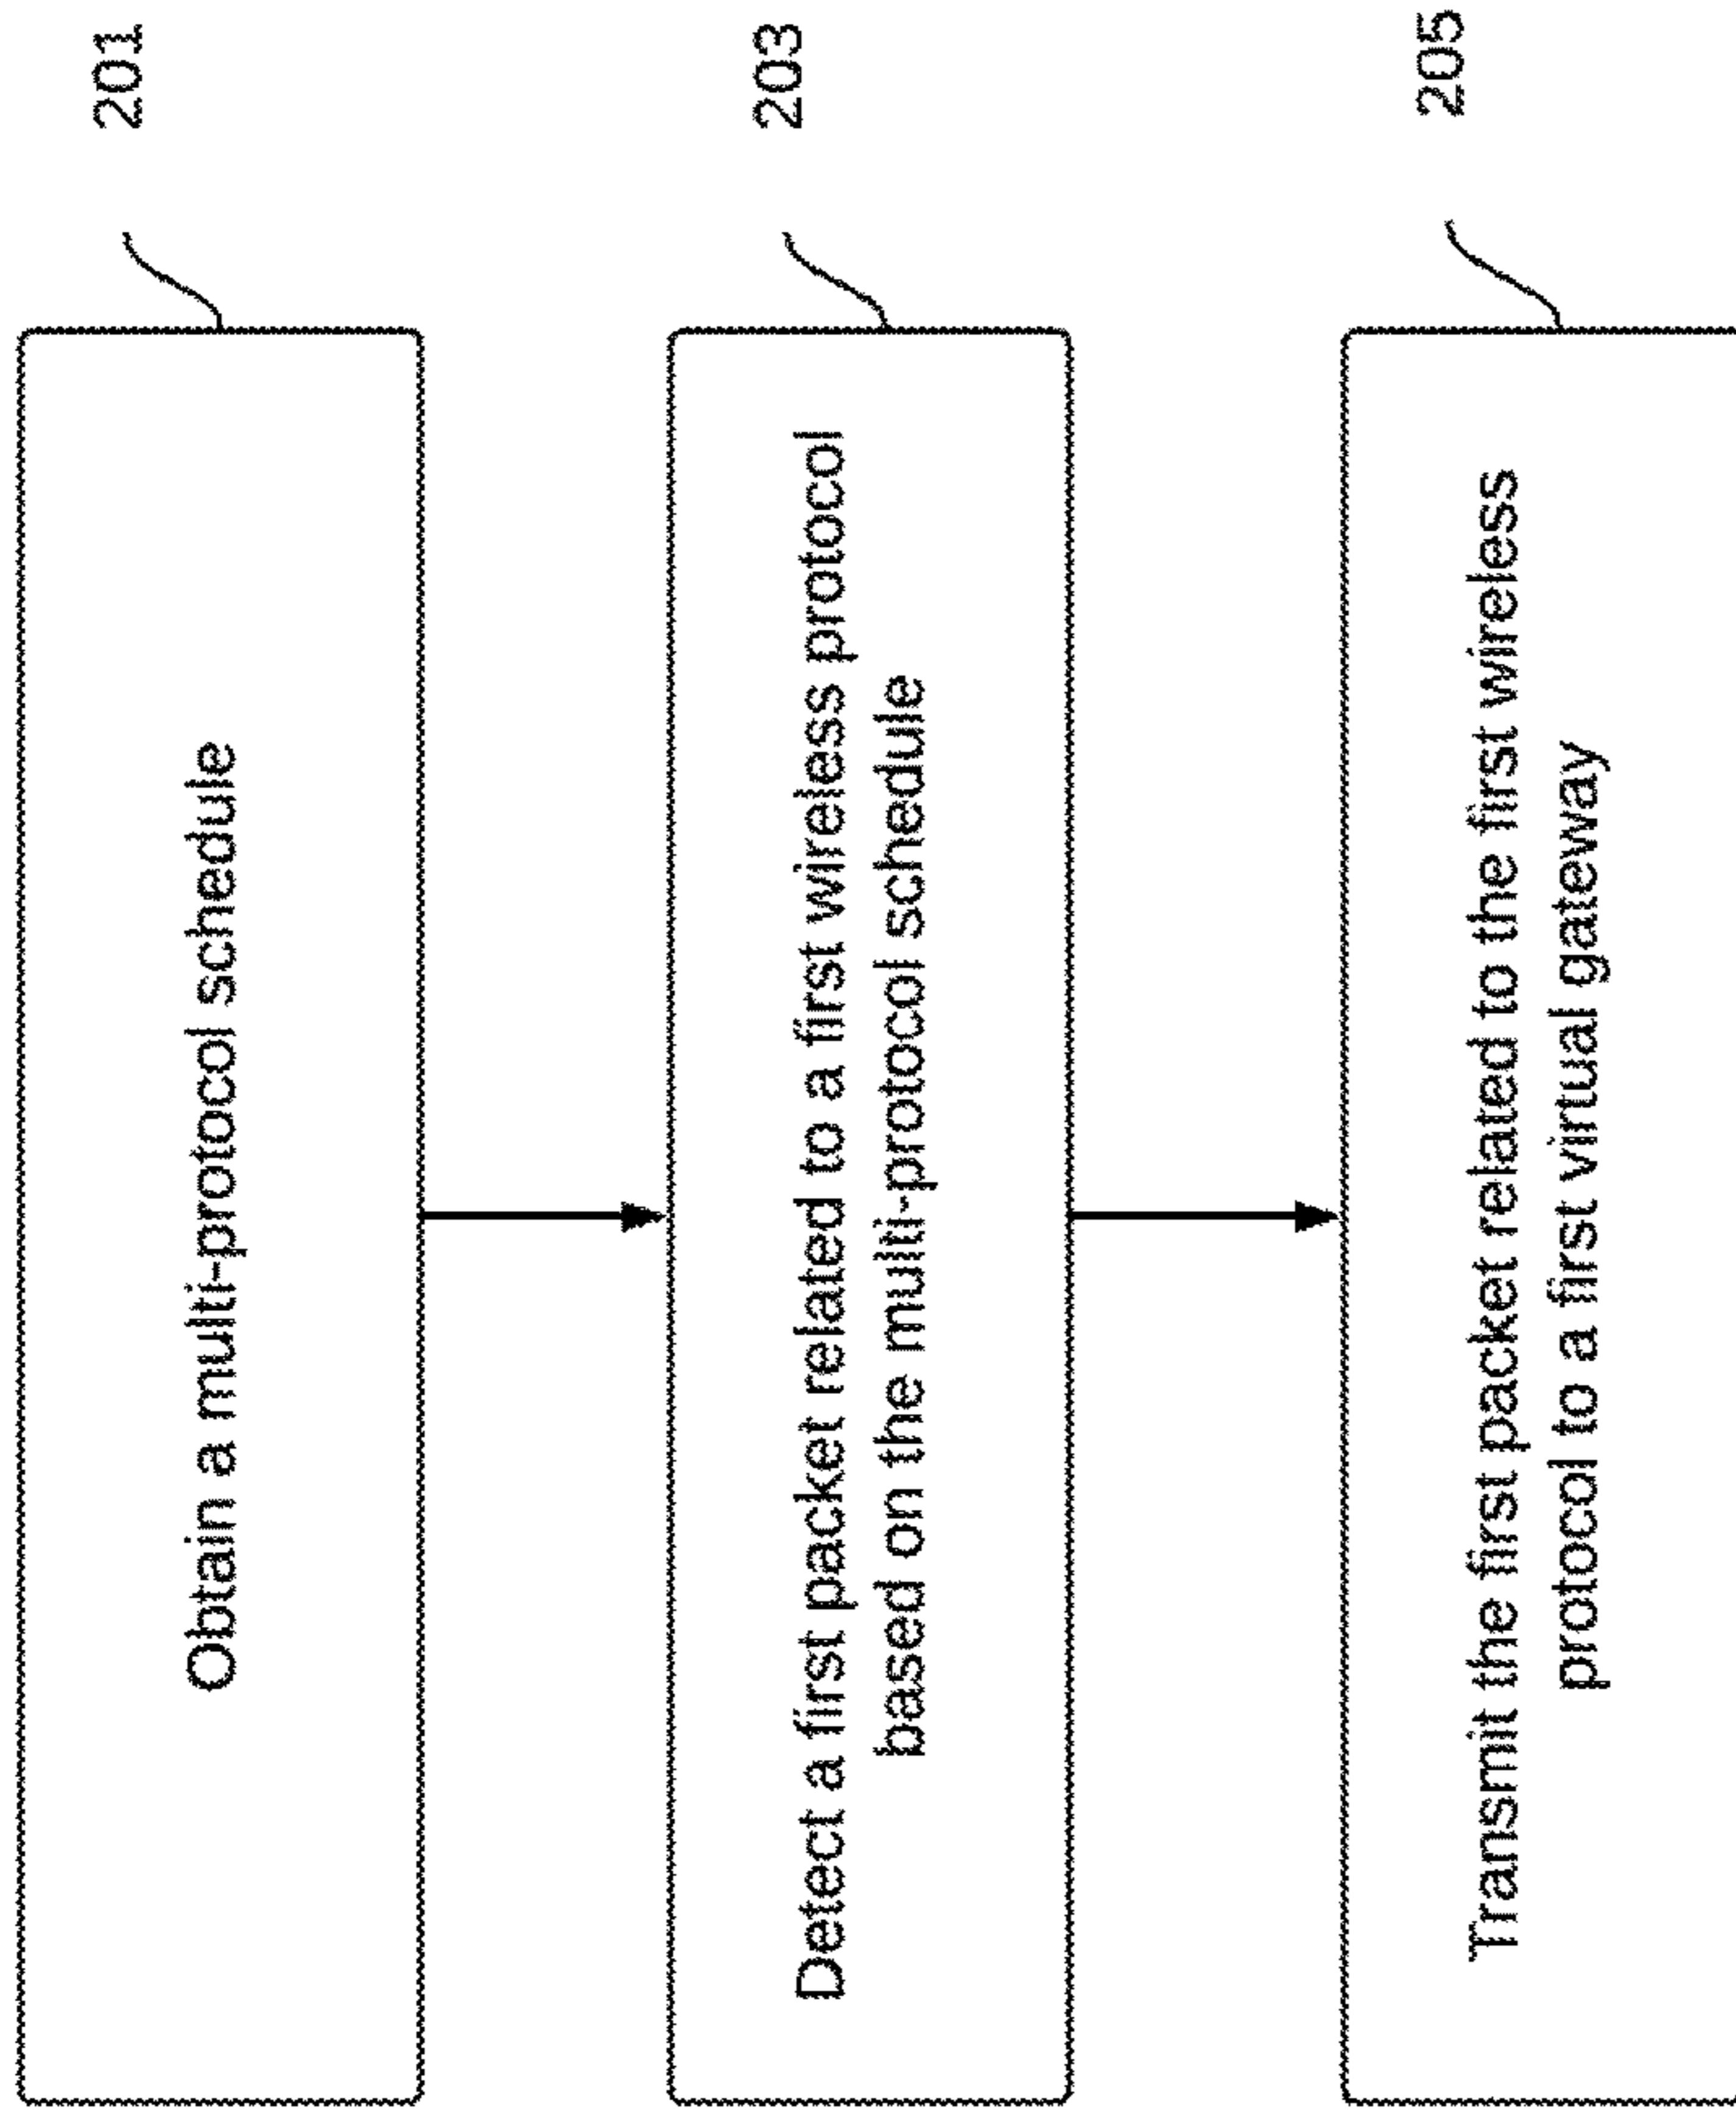 Obtain a multi-protocol schedule
201
Detect a first packet related to a first wireless protocol
based on the multi-protocol schedule
203
Transmit the first packet related to the first wireless
protocol to a first virtual gateway
205